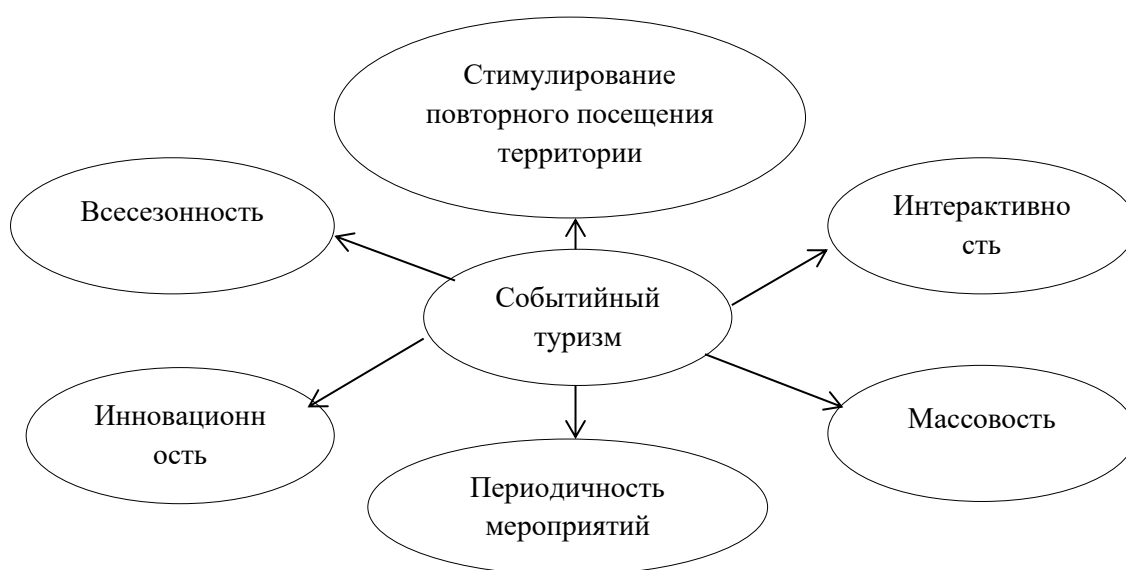 Стимулирование
повторного посещения
территории
Всесезонность
Интерактивно
сть
Событийный
туризм
Инновационн
ость
Массовость
Периодичность
мероприятий